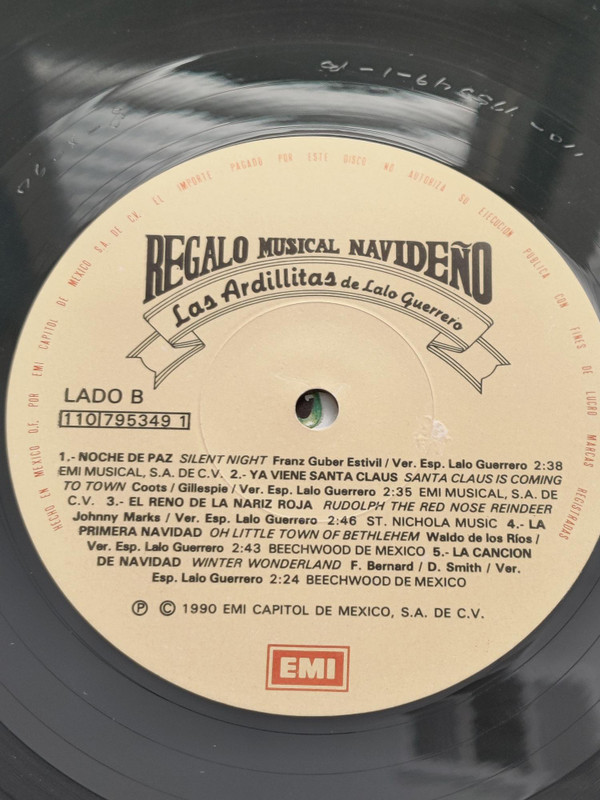 REGALO MUSICAL NAVIDEÑO
Las Ardillitas de Lalo Guerrero
LADO B
110 795349 1
1.- NOCHE DE PAZ SILENT NIGHT Franz Guber Estivil / Ver. Esp. Lalo Guerrero 2:38
EMI MUSICAL, S.A. DE C.V. 2.- YA VIENE SANTA CLAUS SANTA CLAUS IS COMING
TO TOWN Coots / Gillespie / Ver. Esp. Lalo Guerrero 2:35 EMI MUSICAL, S.A. DE
C.V. 3.- EL RENO DE LA NARIZ ROJA RUDOLPH THE RED NOSE REINDEER
Johnny Marks / Ver. Esp. Lalo Guerrero 2:46 ST. NICHOLA MUSIC 4.- LA
PRIMERA NAVIDAD OH LITTLE TOWN OF BETHLEHEM Waldo de los Ríos /
Ver. Esp. Lalo Guerrero 2:43 BEECHWOOD DE MEXICO 5.- LA CANCION
DE NAVIDAD WINTER WONDERLAND F. Bernard / D. Smith / Ver.
Esp. Lalo Guerrero 2:24 BEECHWOOD DE MEXICO
Ⓟ © 1990 EMI CAPITOL DE MEXICO, S.A. DE C.V.
EMI
HECHO EN MEXICO D.F. POR EMI CAPITOL DE MEXICO S.A. DE C.V. EL IMPORTE PAGADO POR ESTE DISCO NO AUTORIZA SU EJECUCION PUBLICA CON FINES DE LUCRO MARCAS REGISTRADAS